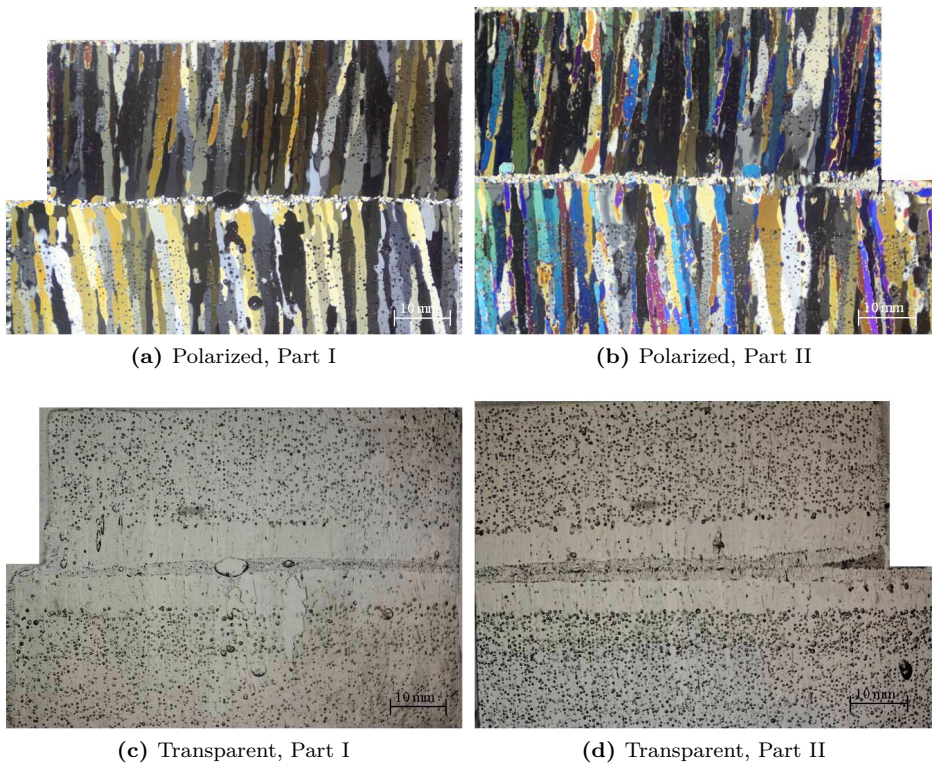 10 mm
10 mm
(a) Polarized, Part I
(b) Polarized, Part II
10 mm
10 mm
(c) Transparent, Part I
(d) Transparent, Part II